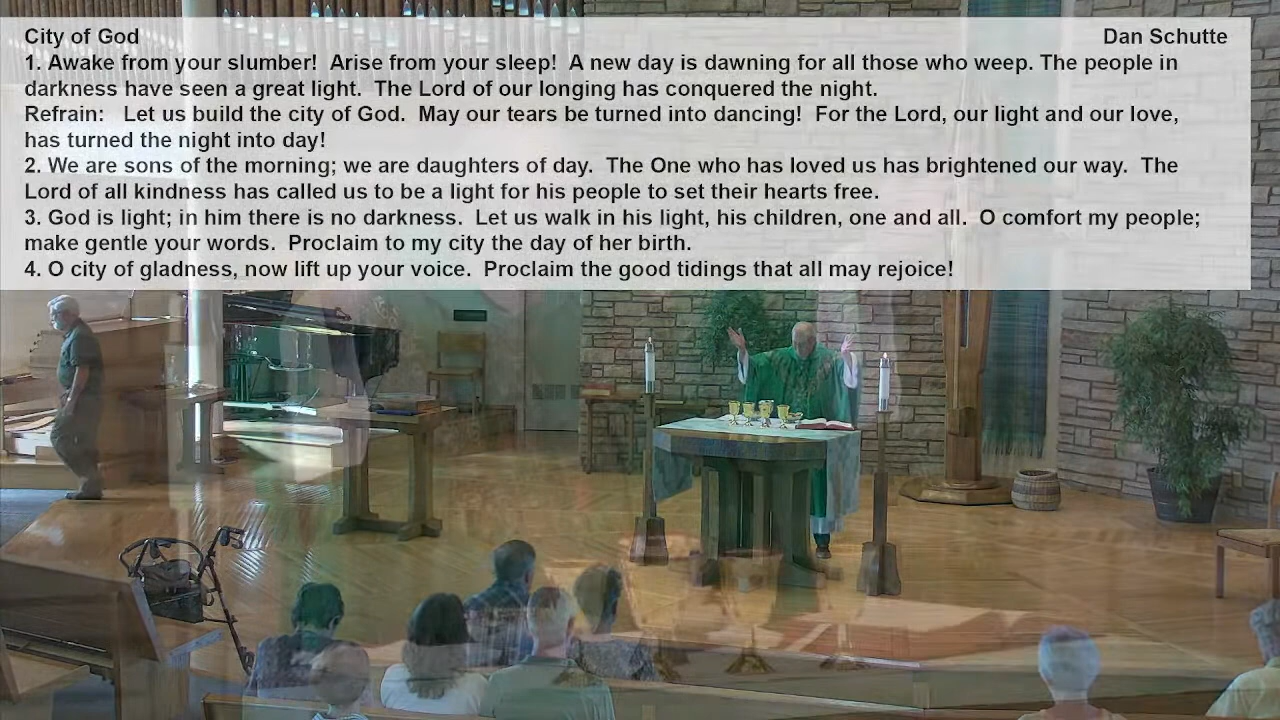 City of God Dan Schutte
1. Awake from your slumber! Arise from your sleep! A new day is dawning for all those who weep. The people in
darkness have seen a great light. The Lord of our longing has conquered the night.
Refrain: Let us build the city of God. May our tears be turned into dancing! For the Lord, our light and our love,
has turned the night into day!
2. We are sons of the morning; we are daughters of day. The One who has loved us has brightened our way. The
Lord of all kindness has called us to be a light for his people to set their hearts free.
3. God is light; in him there is no darkness. Let us walk in his light, his children, one and all. O comfort my people;
make gentle your words. Proclaim to my city the day of her birth.
4. O city of gladness, now lift up your voice. Proclaim the good tidings that all may rejoice!